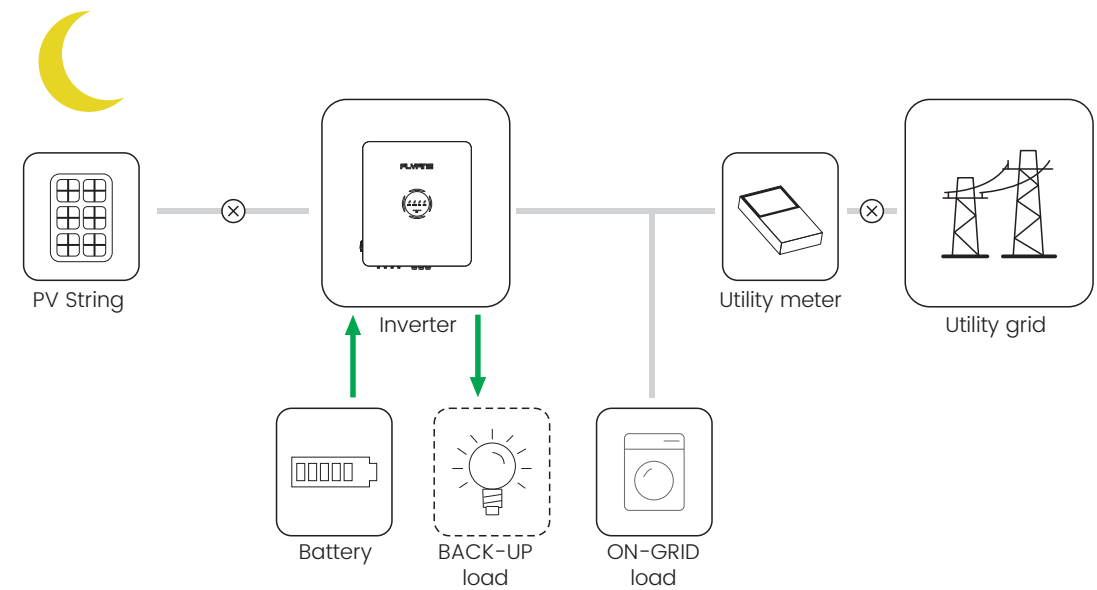 PV String
Inverter
Utility meter
Utility grid
Battery
BACK-UP
load
ON-GRID
load